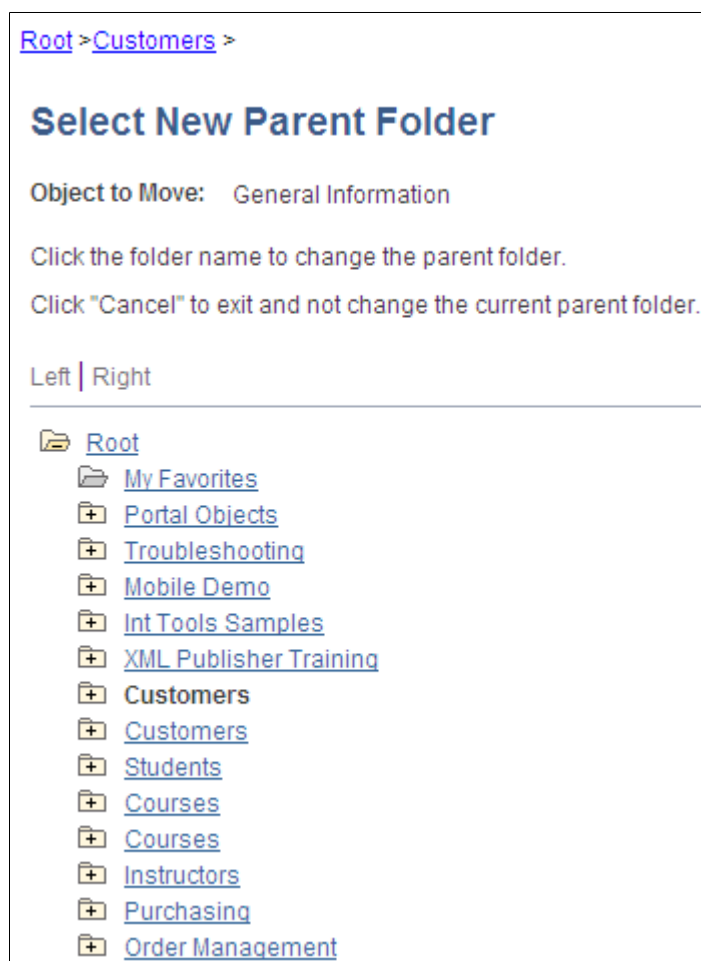 Root >Customers >
Select New Parent Folder
Object to Move: General Information
Click the folder name to change the parent folder.
Click "Cancel" to exit and not change the current parent folder.
Left | Right
Root
My Favorites
Portal Objects
Troubleshooting
Mobile Demo
Int Tools Samples
XML Publisher Training
Customers
Customers
Students
Courses
Courses
Instructors
Purchasing
Order Management